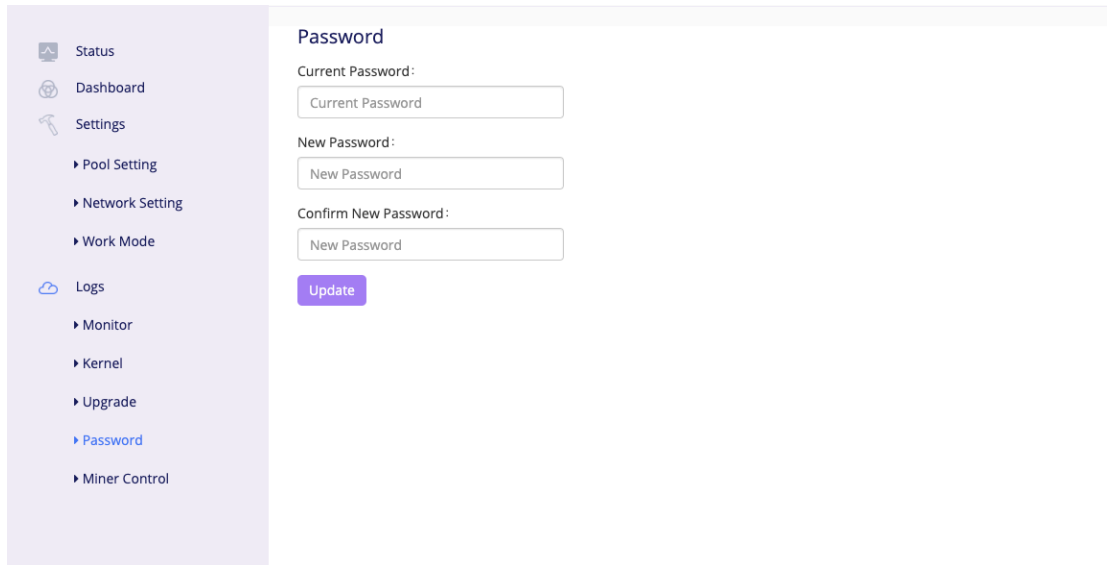 Status
Dashboard
Settings
Pool Setting
Network Setting
Work Mode
Logs
Monitor
Kernel
Upgrade
Password
Miner Control
Password
Current Password:
Current Password
New Password:
New Password
Confirm New Password:
New Password
Update